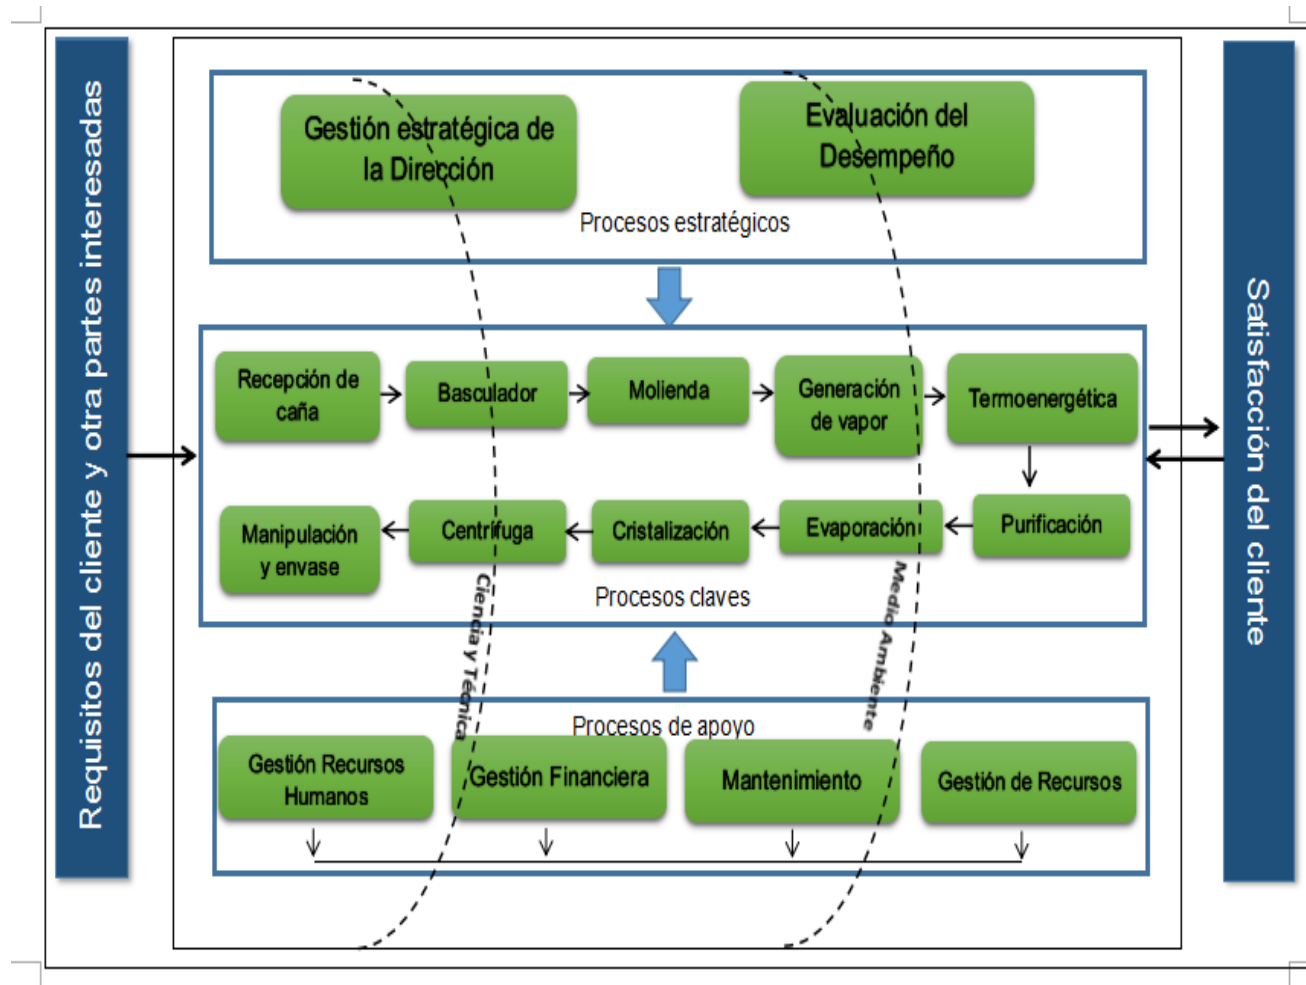 Requisitos del cliente y otra partes interesadas
Gestión estratégica de
la Dirección
Evaluación del
Desempeño
Procesos estratégicos
Recepción de
caña
Basculador
Molienda
Generación
de vapor
Termoenergética
Manipulación
y envase
Centrífuga
Cristalización
Evaporación
Purificación
Procesos claves
Ciencia y Técnica
Medio Ambiente
Procesos de apoyo
Gestión Recursos
Humanos
Gestión Financiera
Mantenimiento
Gestión de Recursos
Satisfacción del cliente